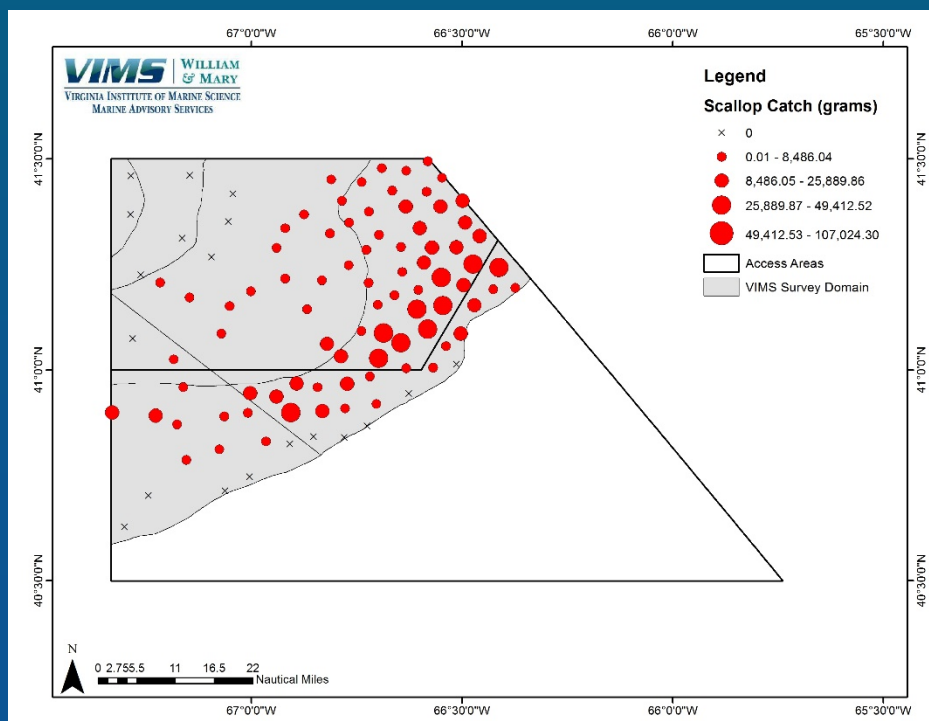 67°0'0"W 66°30'0"W 66°0'0"W 65°30'0"W
VIMS | WILLIAM & MARY
VIRGINIA INSTITUTE OF MARINE SCIENCE
MARINE ADVISORY SERVICES
Legend
Scallop Catch (grams)
0
0.01 - 8,486.04
8,486.05 - 25,889.86
25,889.87 - 49,412.52
49,412.53 - 107,024.30
Access Areas
VIMS Survey Domain
41°30'0"N 41°30'0"N
41°0'0"N 41°0'0"N
40°30'0"N 40°30'0"N
N
0 2.755.5 11 16.5 22
Nautical Miles
67°0'0"W 66°30'0"W 66°0'0"W 65°30'0"W